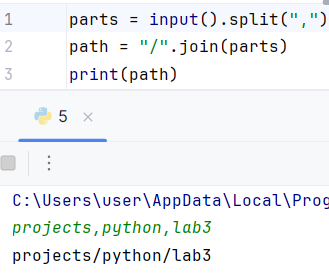 1 parts = input().split(",")
2 path = "/".join(parts)
3 print(path)
5 ×
C:\Users\user\AppData\Local\Prog
projects,python,lab3
projects/python/lab3